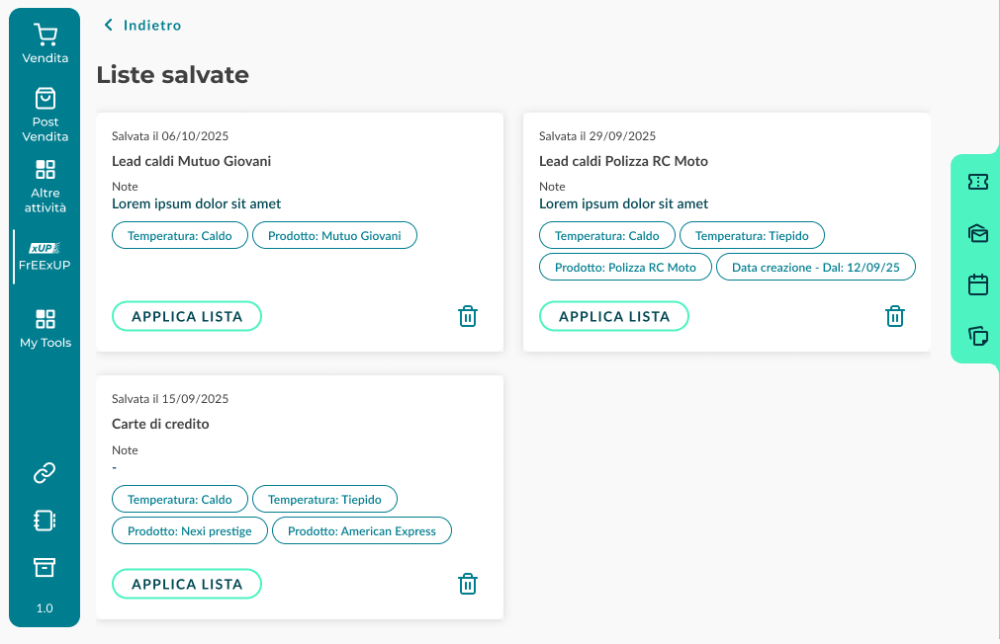 Indietro
Liste salvate
Vendita
Post
Vendita
Altre
attività
xUP
FrEExUP
My Tools
1.0
Salvata il 06/10/2025
Lead caldi Mutuo Giovani
Note
Lorem ipsum dolor sit amet
Temperatura: Caldo
Prodotto: Mutuo Giovani
APPLICA LISTA
Salvata il 29/09/2025
Lead caldi Polizza RC Moto
Note
Lorem ipsum dolor sit amet
Temperatura: Caldo
Temperatura: Tiepido
Prodotto: Polizza RC Moto
Data creazione - Dal: 12/09/25
APPLICA LISTA
Salvata il 15/09/2025
Carte di credito
Note
-
Temperatura: Caldo
Temperatura: Tiepido
Prodotto: Nexi prestige
Prodotto: American Express
APPLICA LISTA